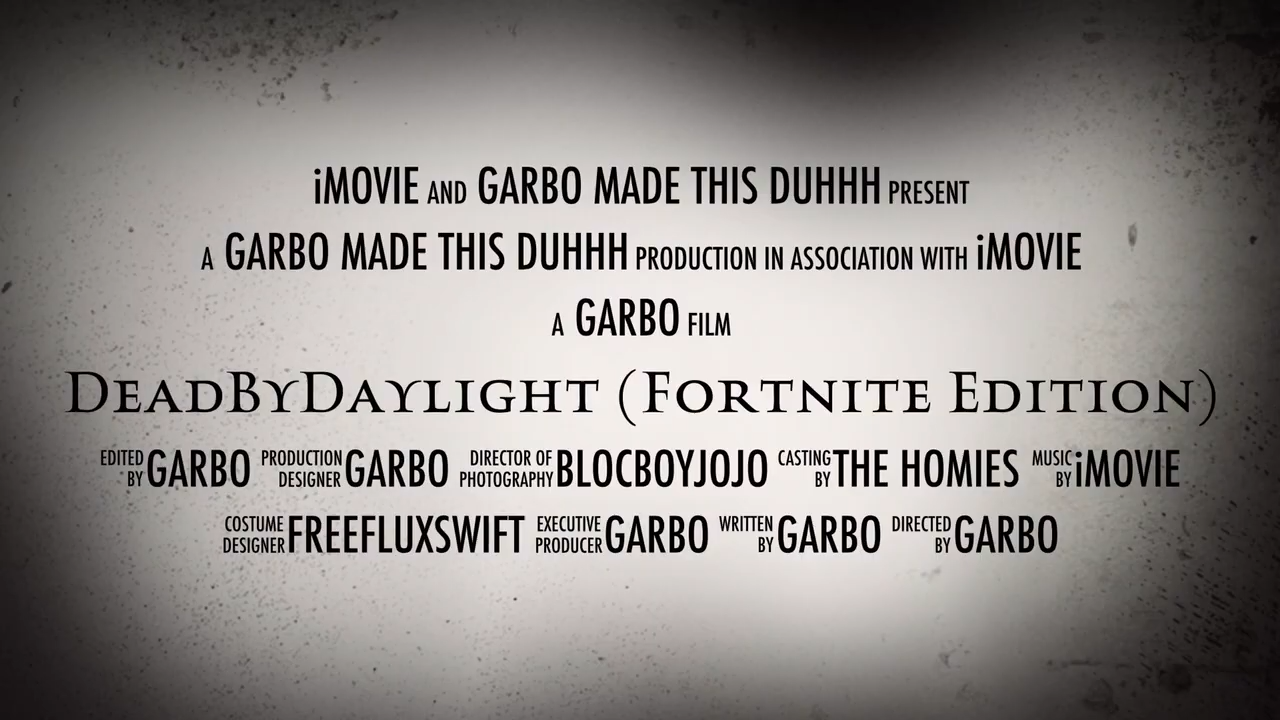 iMOVIE AND GARBO MADE THIS DUHHH PRESENT
A GARBO MADE THIS DUHHH PRODUCTION IN ASSOCIATION WITH iMOVIE
A GARBO FILM
DEADBYDAYLIGHT (FORTNITE EDITION)
EDITED BY GARBO PRODUCTION DESIGNER GARBO DIRECTOR OF PHOTOGRAPHY BLOCBOYJOJO CASTING BY THE HOMIES MUSIC BY iMOVIE
COSTUME DESIGNER FREEFLUXSWIFT EXECUTIVE PRODUCER GARBO WRITTEN BY GARBO DIRECTED BY GARBO